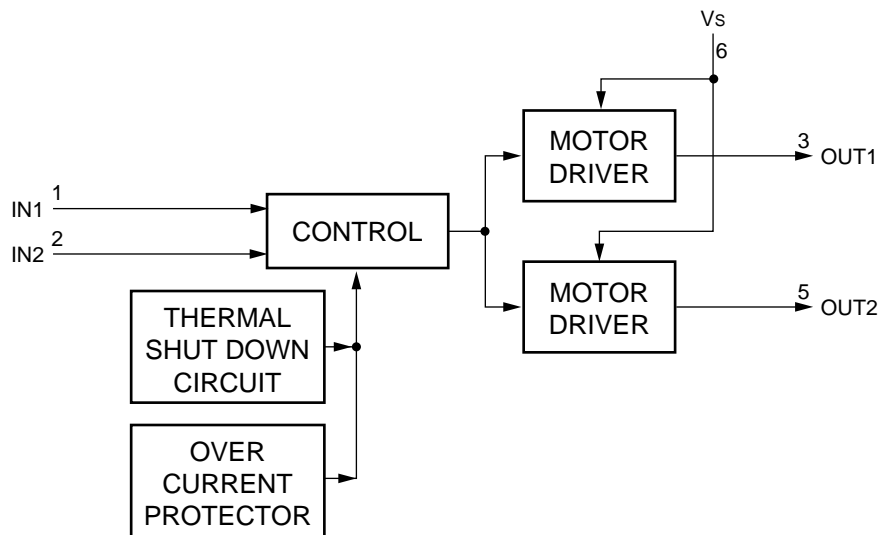 Vs
6
MOTOR
DRIVER
3
OUT1
IN1
1
CONTROL
IN2
2
MOTOR
DRIVER
5
OUT2
THERMAL
SHUT DOWN
CIRCUIT
OVER
CURRENT
PROTECTOR